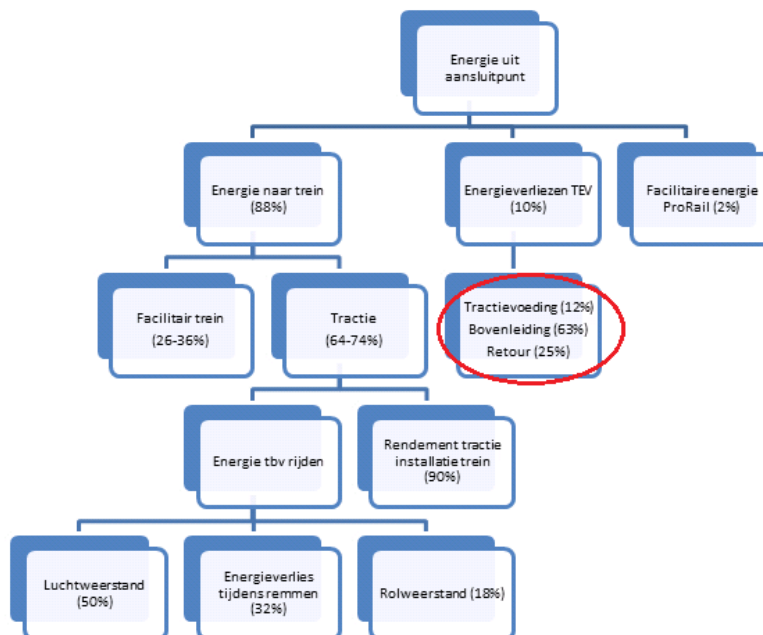 Energie uit
aansluitpunt
Energie naar trein
(88%)
Energieverliezen TEV
(10%)
Facilitaire energie
ProRail (2%)
Facilitair trein
(26-36%)
Tractie
(64-74%)
Tractievoeding (12%)
Bovenleiding (63%)
Retour (25%)
Energie tbv rijden
Rendement tractie
installatie trein
(90%)
Luchtweerstand
(50%)
Energieverlies
tijdens remmen
(32%)
Rolweerstand (18%)